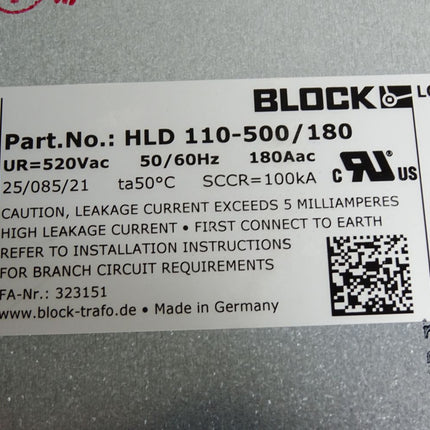 BLOCK
Part.No.: HLD 110-500/180
UR=520Vac 50/60Hz 180Aac
25/085/21 ta50°C SCCR=100kA
c RU US
CAUTION, LEAKAGE CURRENT EXCEEDS 5 MILLIAMPERES
HIGH LEAKAGE CURRENT • FIRST CONNECT TO EARTH
REFER TO INSTALLATION INSTRUCTIONS
FOR BRANCH CIRCUIT REQUIREMENTS
FA-Nr.: 323151
www.block-trafo.de • Made in Germany